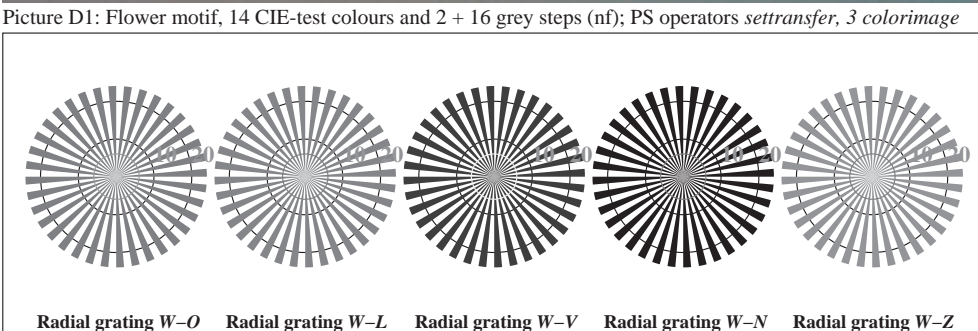 Picture D1: Flower motif, 14 CIE-test colours and 2 + 16 grey steps (nf); PS operators settransfer, 3 colorimage
10 20 10 20 10 20 10 20 10 20
Radial grating W–O Radial grating W–L Radial grating W–V Radial grating W–N Radial grating W–Z